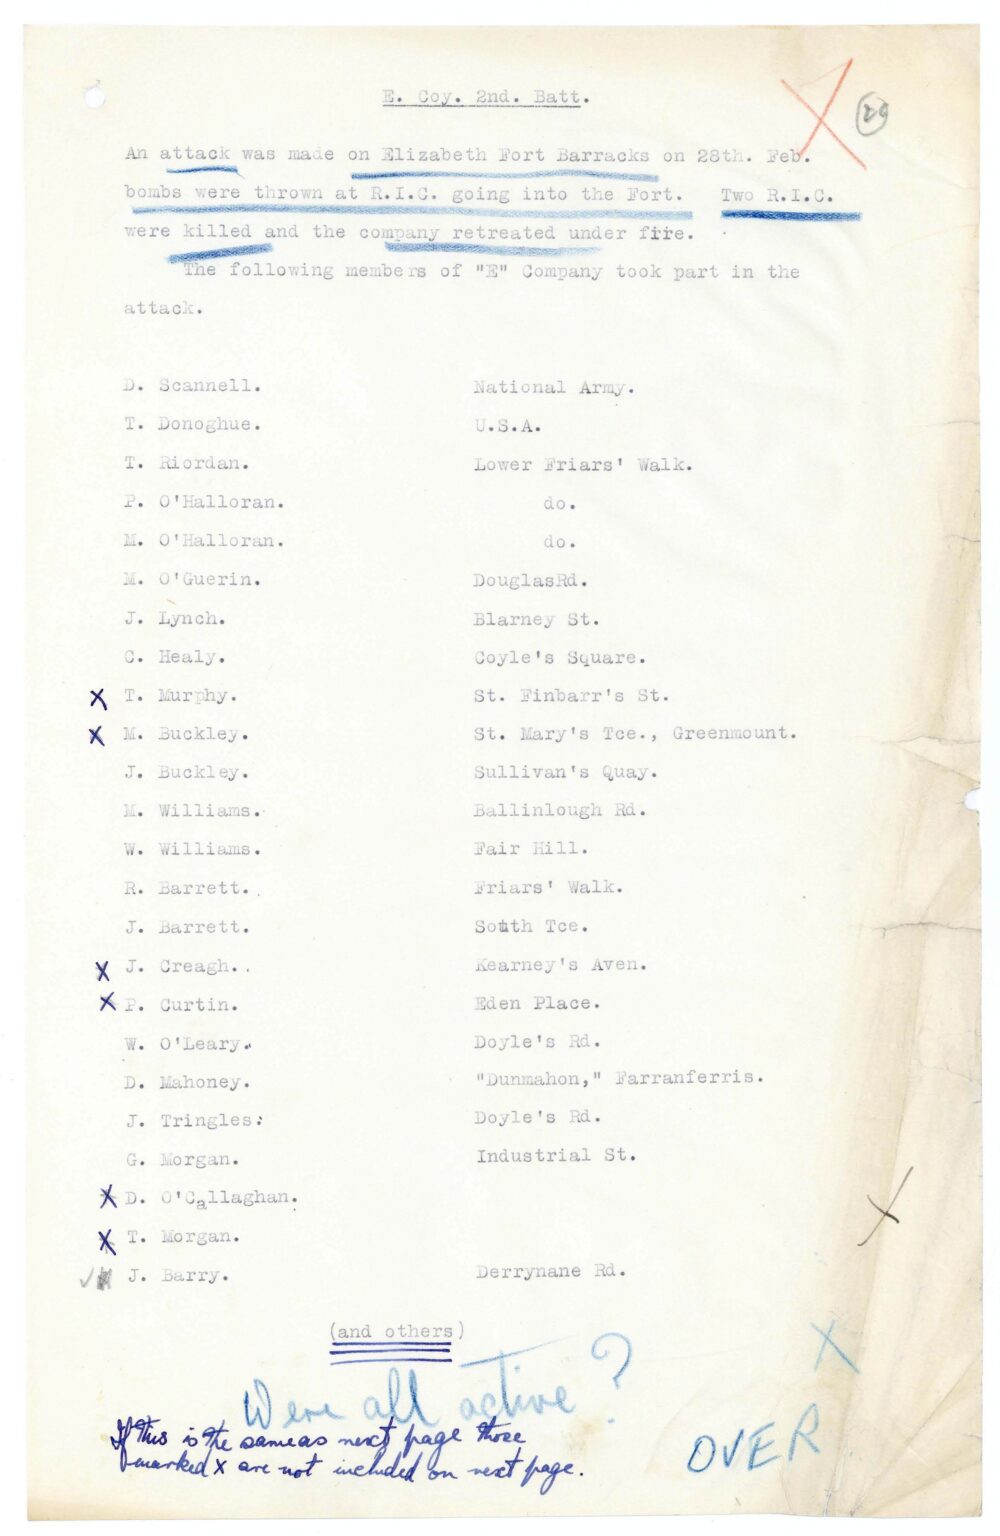 29
E. Coy. 2nd. Batt.
An attack was made on Elizabeth Fort Barracks on 28th. Feb.
bombs were thrown at R.I.C. going into the Fort. Two R.I.C.
were killed and the company retreated under fire.
The following members of "E" Company took part in the
attack.
D. Scannell. National Army.
T. Donoghue. U.S.A.
T. Riordan. Lower Friars' Walk.
P. O'Halloran. do.
M. O'Halloran. do.
M. O'Guerin. DouglasRd.
J. Lynch. Blarney St.
C. Healy. Coyle's Square.
X T. Murphy. St. Finbarr's St.
X M. Buckley. St. Mary's Tce., Greenmount.
J. Buckley. Sullivan's Quay.
M. Williams. Ballinlough Rd.
W. Williams. Fair Hill.
R. Barrett. Friars' Walk.
J. Barrett. South Tce.
X J. Creagh. Kearney's Aven.
X P. Curtin. Eden Place.
W. O'Leary. Doyle's Rd.
D. Mahoney. "Dunmahon," Farranferris.
J. Tringles: Doyle's Rd.
G. Morgan. Industrial St.
X D. O'Callaghan.
X T. Morgan.
✓ J. Barry. Derrynane Rd.
(and others)
Were all active?
If this is the same as next page those
marked x are not included on next page.
OVER